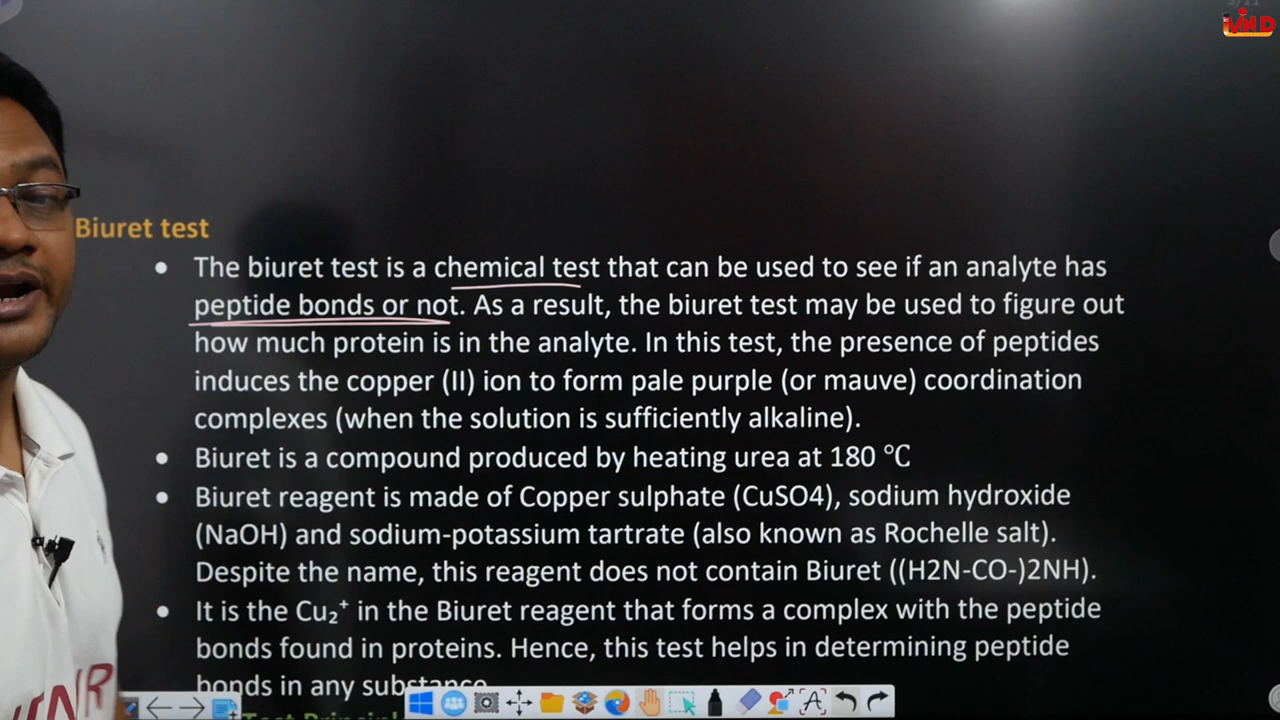 VMD
Biuret test
• The biuret test is a chemical test that can be used to see if an analyte has
peptide bonds or not. As a result, the biuret test may be used to figure out
how much protein is in the analyte. In this test, the presence of peptides
induces the copper (II) ion to form pale purple (or mauve) coordination
complexes (when the solution is sufficiently alkaline).
• Biuret is a compound produced by heating urea at 180 °C
• Biuret reagent is made of Copper sulphate (CuSO4), sodium hydroxide
(NaOH) and sodium-potassium tartrate (also known as Rochelle salt).
Despite the name, this reagent does not contain Biuret ((H2N-CO-)2NH).
• It is the Cu₂⁺ in the Biuret reagent that forms a complex with the peptide
bonds found in proteins. Hence, this test helps in determining peptide
bonds in any substance